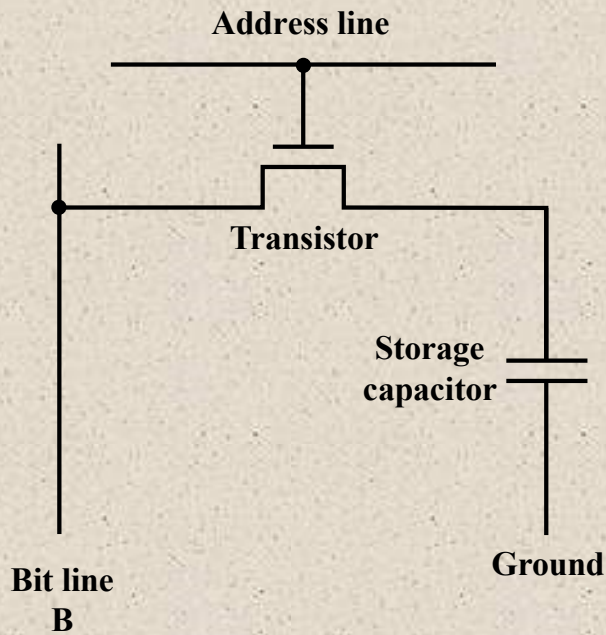 Address line
Transistor
Storage
capacitor
Ground
Bit line
B